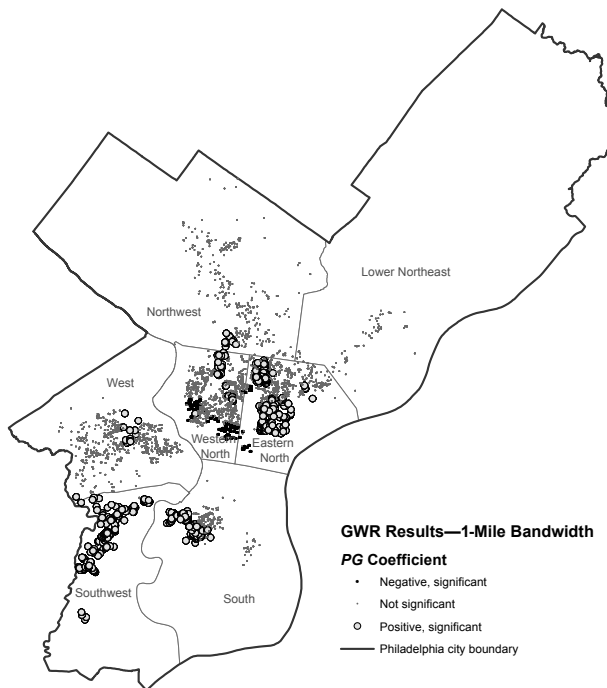 Lower Northeast
Northwest
West
Western
North
Eastern
North
Southwest
South
GWR Results—1-Mile Bandwidth
PG Coefficient
Negative, significant
Not significant
Positive, significant
Philadelphia city boundary